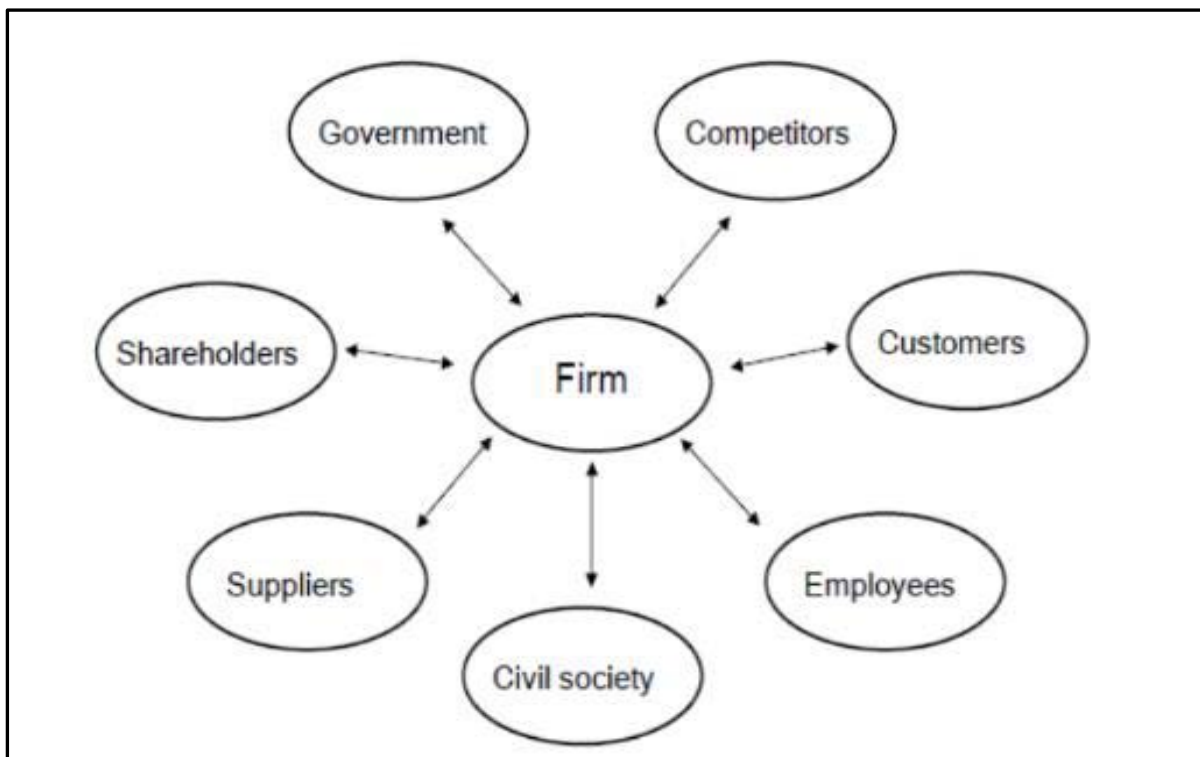 Government
Competitors
Shareholders
Firm
Customers
Suppliers
Employees
Civil society